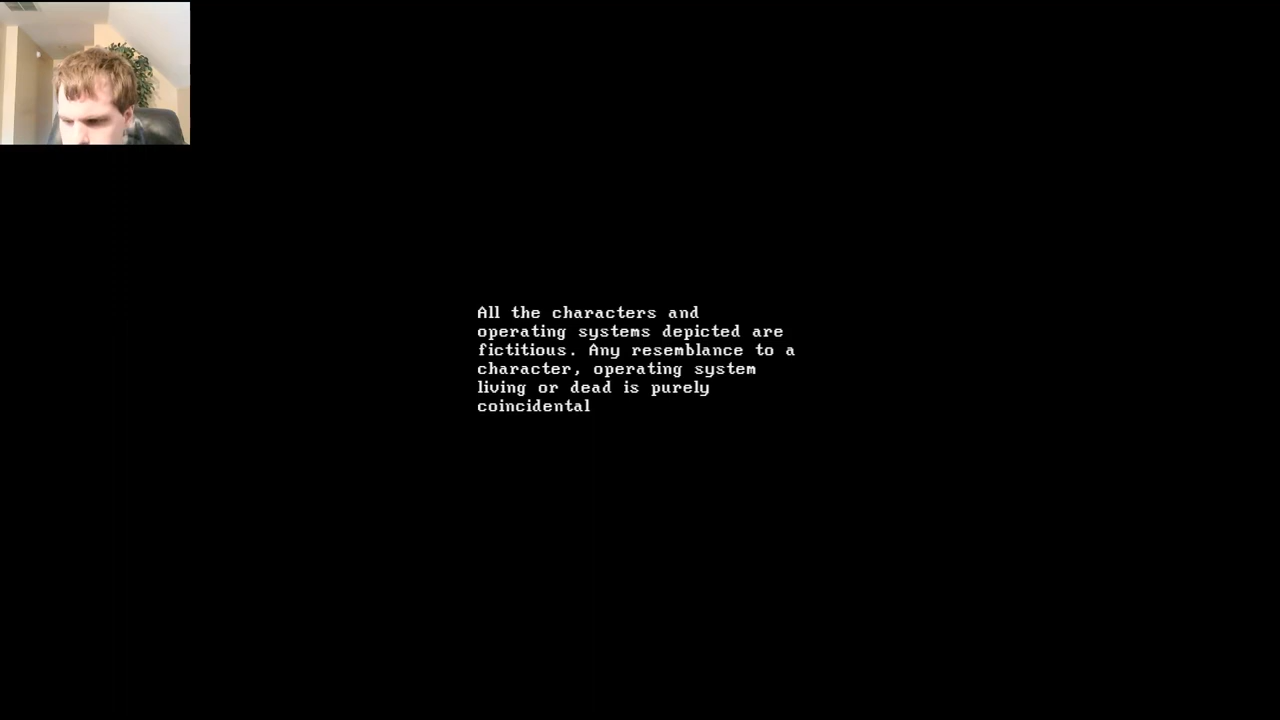 All the characters and
operating systems depicted are
fictitious. Any resemblance to a
character, operating system
living or dead is purely
coincidental